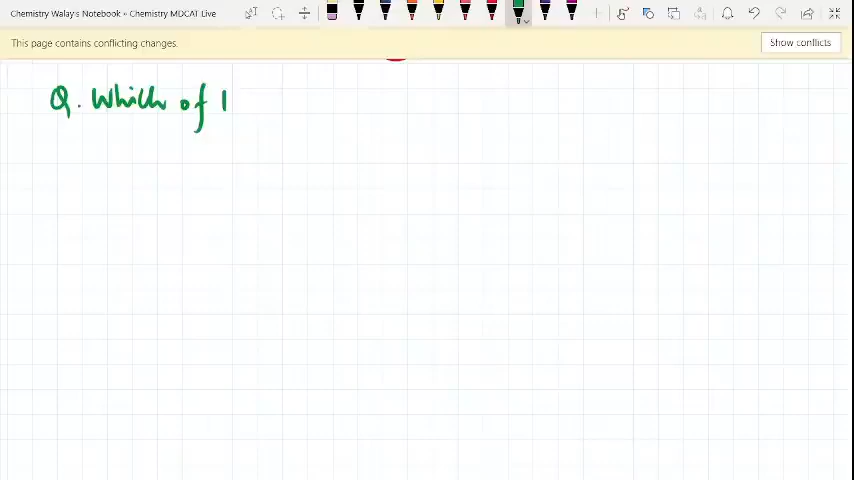 Chemistry Walay's Notebook » Chemistry MDCAT Live
This page contains conflicting changes.
Show conflicts
Q. Which of